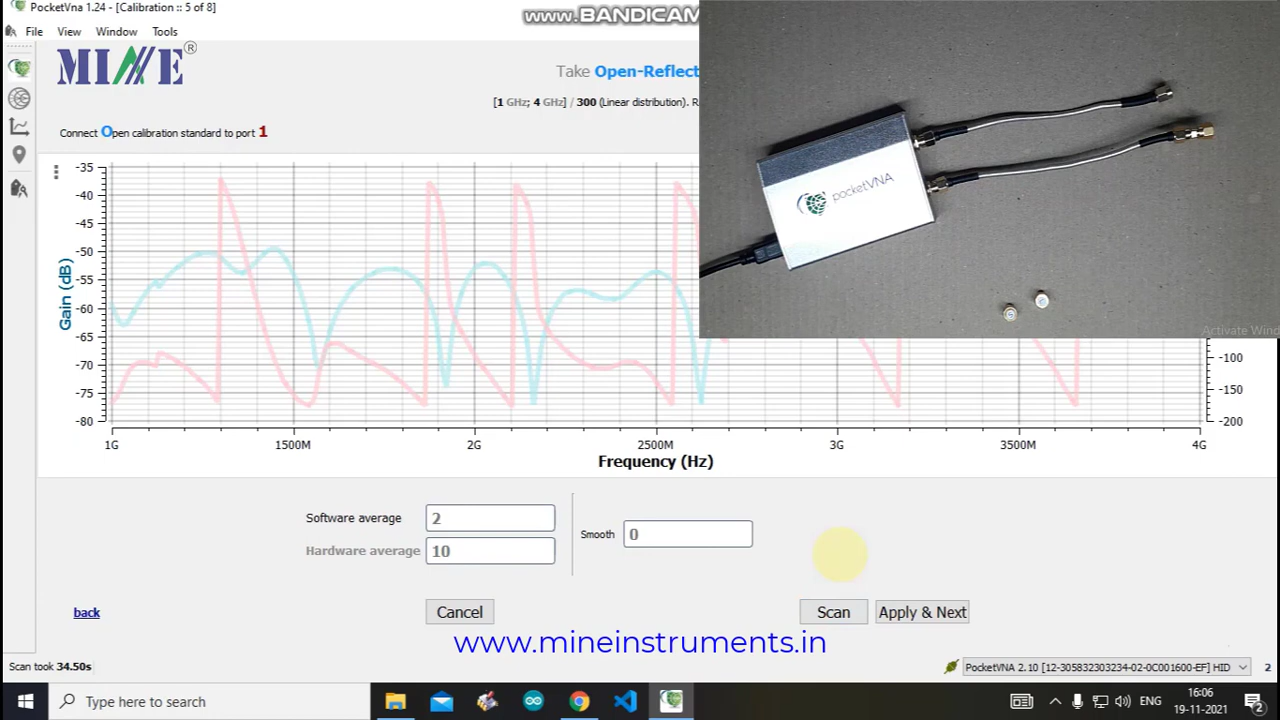 PocketVna 1.24 - [Calibration :: 5 of 8]
www.BANDICAM
File View Window Tools
MINE®
Take Open-Reflect
[1 GHz; 4 GHz] / 300 (Linear distribution). R
Connect Open calibration standard to port 1
pocketVNA
-35
-40
-45
-50
-55
-60
-65
-70
-75
-80
Gain (dB)
-100
-150
-200
1G 1500M 2G 2500M 3G 3500M 4G
Frequency (Hz)
Activate Wind
Software average 2
Hardware average 10
Smooth 0
back
Cancel
Scan
Apply & Next
www.mineinstruments.in
Scan took 34.50s
PocketVNA 2.10 [12-305832303234-02-0C001600-EF] HID
2
Type here to search
ENG
16:06
19-11-2021
2